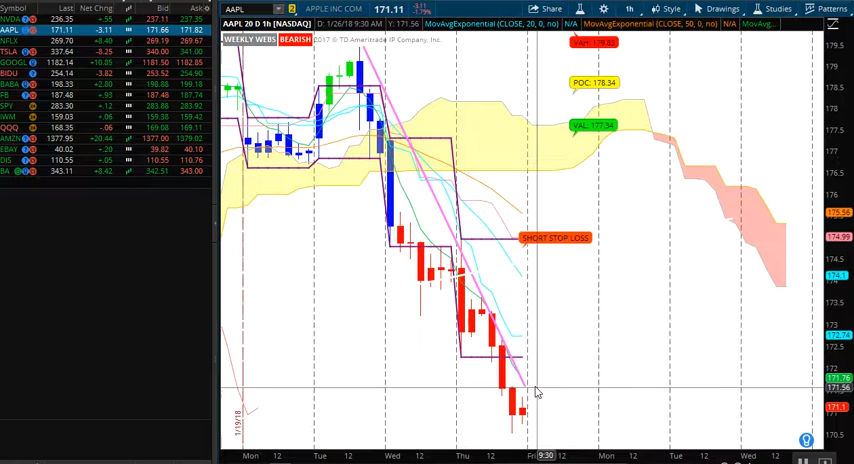 Symbol Last Net Chng Bid Ask
NVDA 236.35 +.55 237.11 237.35
AAPL 171.11 -3.11 171.66 171.82
NFLX 269.70 +8.40 269.19 269.67
TSLA 337.64 -8.25 340.00 341.00
GOOGL 1182.14 +10.85 1181.50 1182.85
BIDU 254.14 -3.82 253.52 254.90
BABA 198.33 +2.80 198.88 199.18
FB 187.48 +.93 187.50 187.74
SPY 283.30 +.12 283.88 283.92
IWM 159.03 +.06 159.38 159.42
QQQ 168.35 -.06 169.08 169.11
AMZN 1377.95 +20.44 1377.00 1379.02
EBAY 40.02 +.20 39.82 40.10
DIS 110.55 +.05 110.55 110.76
BA 343.11 +8.42 342.51 343.00
AAPL 2 APPLE INC COM 171.11 -3.11 -1.79% Share Style 1h Drawings Studies Patterns
AAPL 20 D 1h [NASDAQ] D: 1/26/18 9:30 AM Y: 171.56 MovAvgExponential (CLOSE, 20, 0, no) N/A MovAvgExponential (CLOSE, 50, 0, no) N/A MovAvg...
WEEKLY WEBS BEARISH 2017 © TD Ameritrade IP Company, Inc.
POC: 178.34
VAL: 177.34
SHORT STOP LOSS
179.5
179
178.5
178
177.5
177
176.5
176
175.56
174.99
174.5
174.1
173.5
173
172.74
172
171.76
171.56
171.1
170.5
1/19/18
Mon 12 Tue 12 Wed 12 Thu 12 Fri 9:30 12 Mon 12 Tue 12 Wed 12